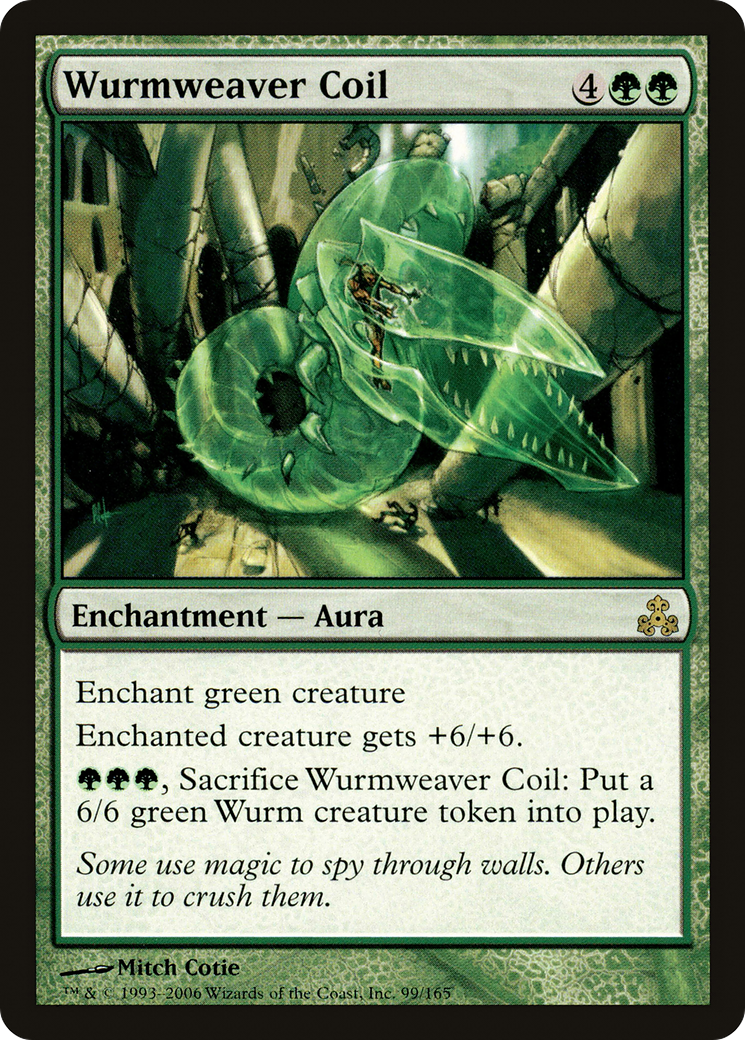 Wurmweaver Coil 4
Enchantment — Aura
Enchant green creature
Enchanted creature gets +6/+6.
, Sacrifice Wurmweaver Coil: Put a
6/6 green Wurm creature token into play.
Some use magic to spy through walls. Others
use it to crush them.
Mitch Cotie
™ & © 1993–2006 Wizards of the Coast, Inc. 99/165